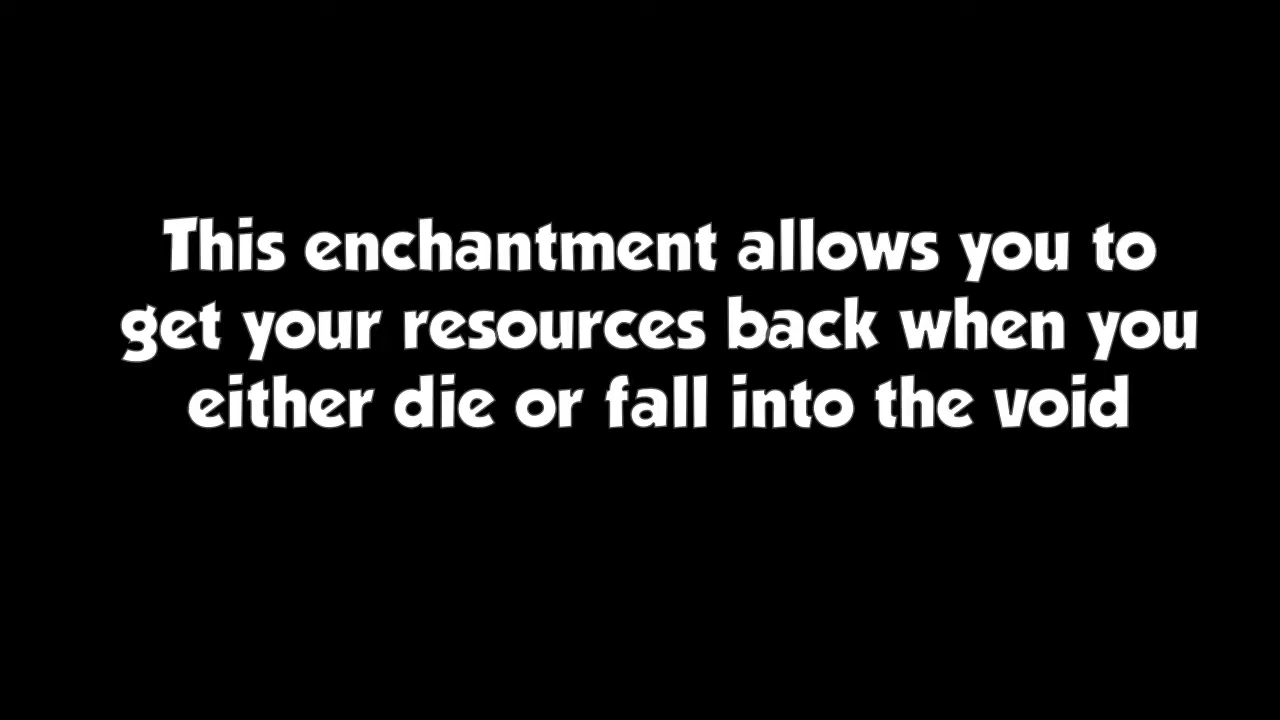 This enchantment allows you to
get your resources back when you
either die or fall into the void